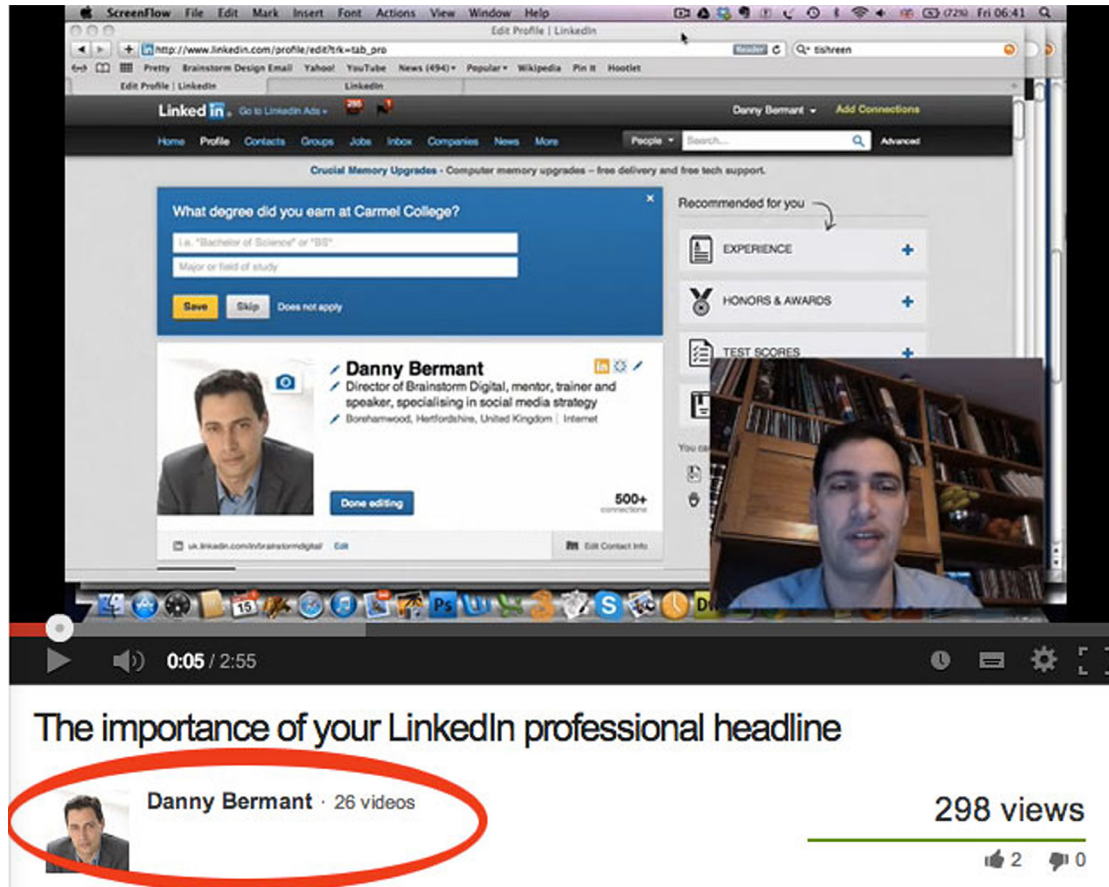 ScreenFlow File Edit Mark Insert Font Actions View Window Help (72%) Fri 06:41
Edit Profile | LinkedIn
http://www.linkedin.com/profile/edit?trk=tab_pro Reader Q tishreen
Pretty Brainstorm Design Email Yahoo! YouTube News (494) Popular Wikipedia Pin It Hootlet
Edit Profile | LinkedIn LinkedIn
Linked in. Go to LinkedIn Ads Danny Bermant Add Connections
Home Profile Contacts Groups Jobs Inbox Companies News More People Search... Advanced
Crucial Memory Upgrades - Computer memory upgrades – free delivery and free tech support.
What degree did you earn at Carmel College? x
i.e. "Bachelor of Science" or "BS"
Major or field of study
Save Skip Does not apply
Recommended for you
EXPERIENCE +
HONORS & AWARDS +
TEST SCORES +
Danny Bermant in
Director of Brainstorm Digital, mentor, trainer and
speaker, specialising in social media strategy
Borehamwood, Hertfordshire, United Kingdom | Internet
You ca
Done editing 500+
connections
uk.linkedin.com/in/brainstormdigital/ Edit Edit Contact Info
15 Ps S D
0:05 / 2:55
The importance of your LinkedIn professional headline
Danny Bermant · 26 videos
298 views
2 0